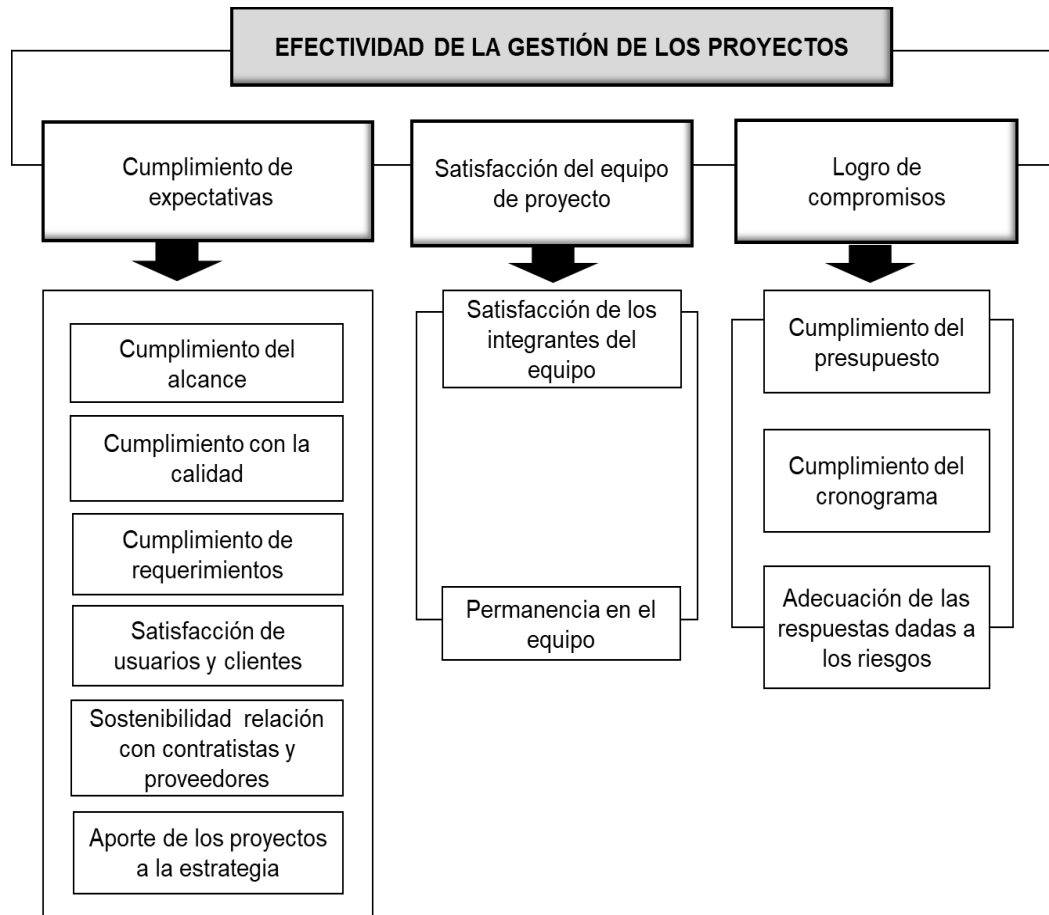 EFECTIVIDAD DE LA GESTIÓN DE LOS PROYECTOS
Cumplimiento de
expectativas
Satisfacción del equipo
de proyecto
Logro de
compromisos
Cumplimiento del
alcance
Cumplimiento con la
calidad
Cumplimiento de
requerimientos
Satisfacción de
usuarios y clientes
Sostenibilidad relación
con contratistas y
proveedores
Aporte de los proyectos
a la estrategia
Satisfacción de los
integrantes del
equipo
Permanencia en el
equipo
Cumplimiento del
presupuesto
Cumplimiento del
cronograma
Adecuación de las
respuestas dadas a
los riesgos